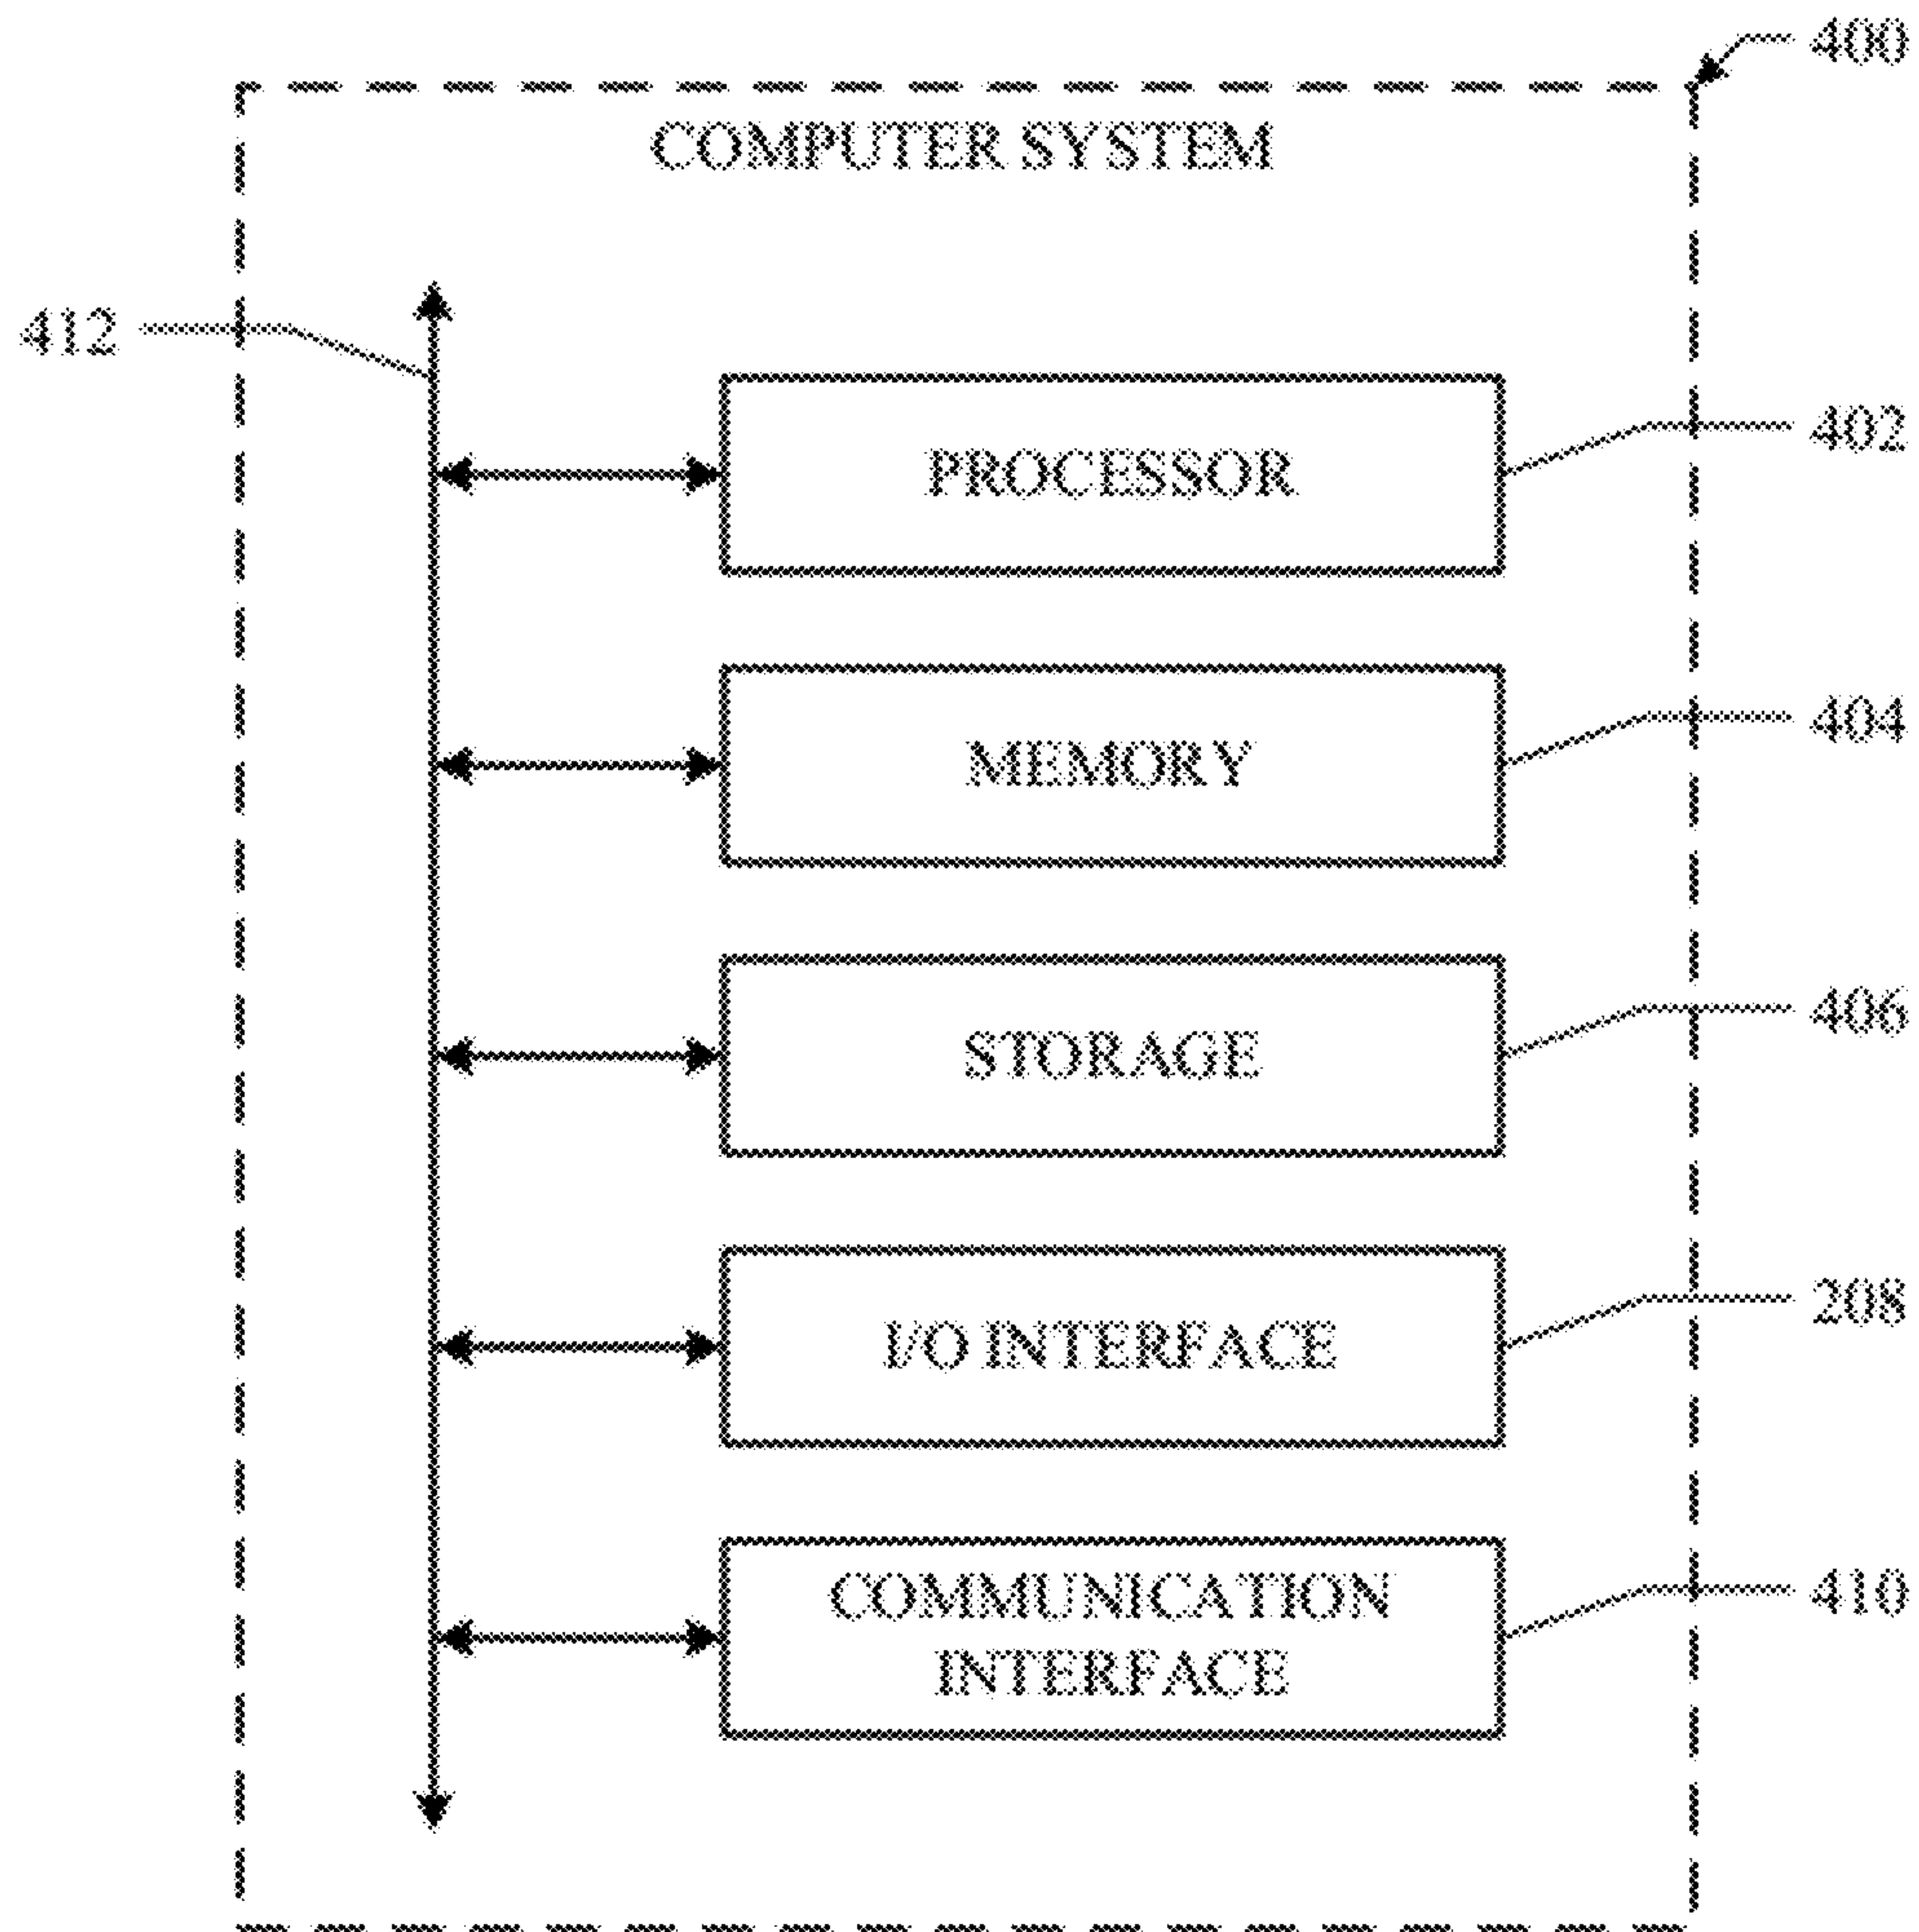 400
COMPUTER SYSTEM
412
PROCESSOR
402
MEMORY
404
STORAGE
406
I/O INTERFACE
208
COMMUNICATION
INTERFACE
410